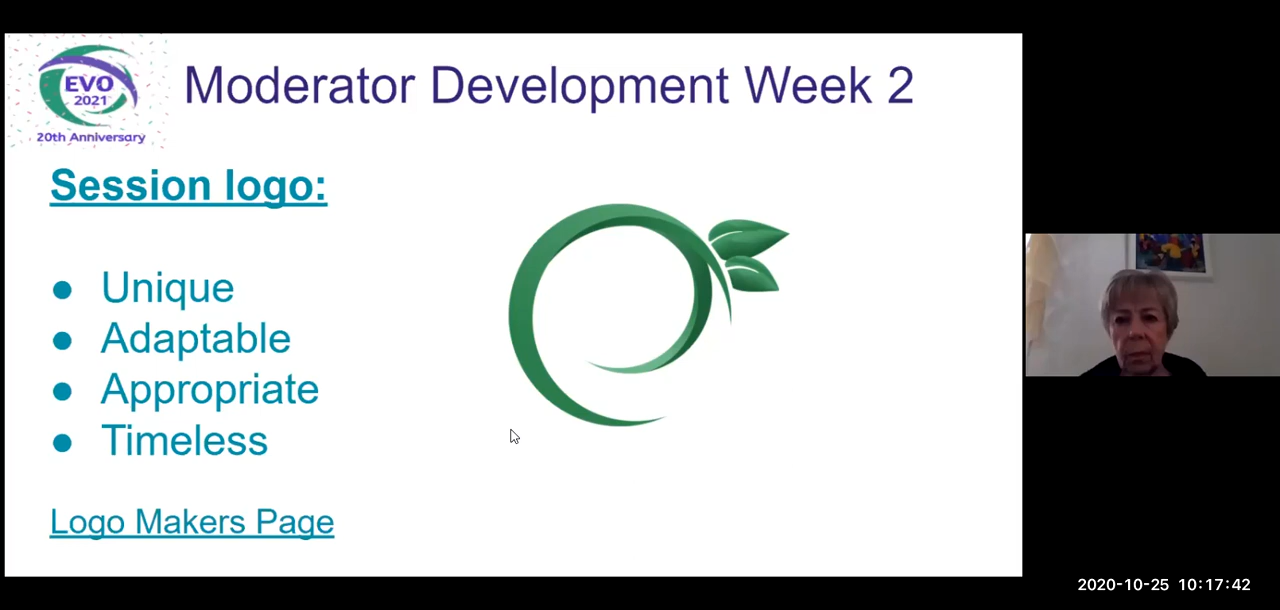 EVO
2021
20th Anniversary
Moderator Development Week 2
Session logo:
● Unique
● Adaptable
● Appropriate
● Timeless
Logo Makers Page
2020-10-25 10:17:42